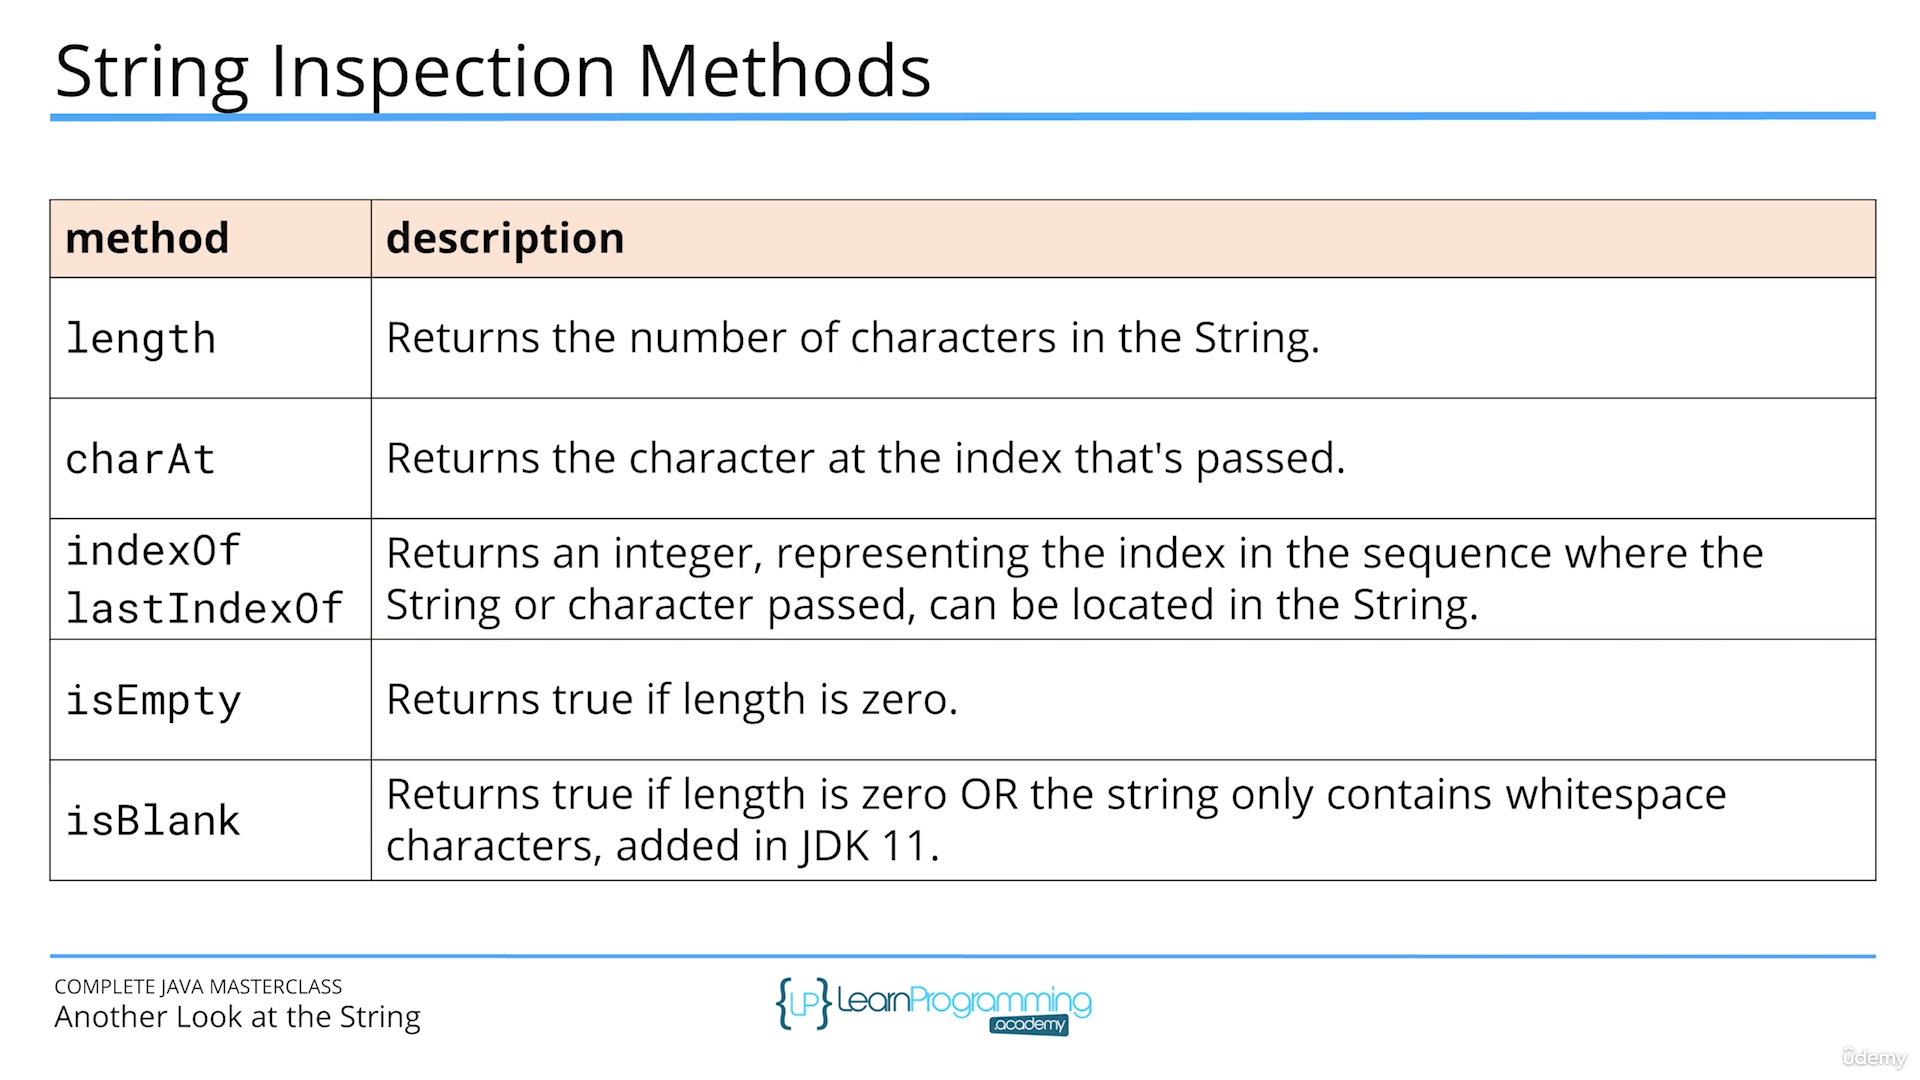 String Inspection Methods
method
description
length
Returns the number of characters in the String.
charAt
Returns the character at the index that's passed.
indexOf
lastIndexOf
Returns an integer, representing the index in the sequence where the
String or character passed, can be located in the String.
isEmpty
Returns true if length is zero.
isBlank
Returns true if length is zero OR the string only contains whitespace
characters, added in JDK 11.
COMPLETE JAVA MASTERCLASS
Another Look at the String
{LP} LearnProgramming
.academy
ûdemy